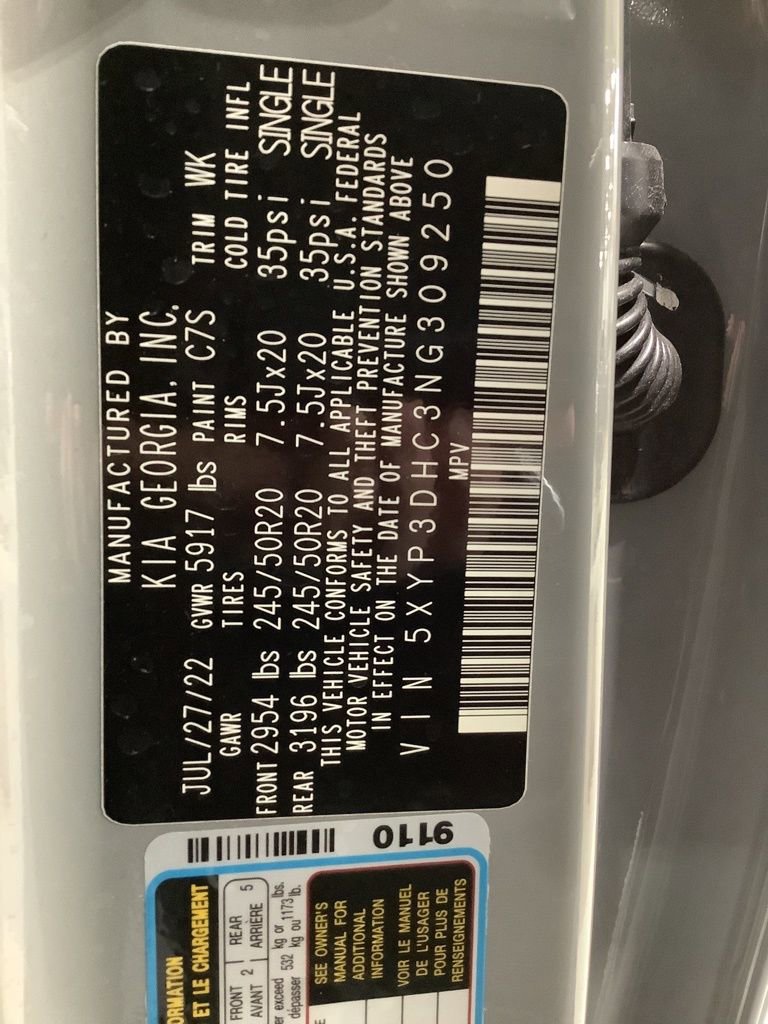 MANUFACTURED BY
KIA GEORGIA, INC.
JUL/27/22 GVWR 5917 lbs PAINT C7S TRIM WK
GAWR TIRES RIMS COLD TIRE INFL
FRONT 2954 lbs 245/50R20 7.5Jx20 35psi SINGLE
REAR 3196 lbs 245/50R20 7.5Jx20 35psi SINGLE
THIS VEHICLE CONFORMS TO ALL APPLICABLE U.S.A. FEDERAL
MOTOR VEHICLE SAFETY AND THEFT PREVENTION STANDARDS
IN EFFECT ON THE DATE OF MANUFACTURE SHOWN ABOVE
VIN 5XYP3DHC3NG309250
MPV
9110
ORMATION
ET LE CHARGEMENT
FRONT 2 REAR 5
AVANT ARRIÈRE
er exceed 532 kg or 1173 lbs.
dépasser kg ou lb.
SEE OWNER'S
MANUAL FOR
ADDITIONAL
INFORMATION
VOIR LE MANUEL
DE L'USAGER
POUR PLUS DE
RENSEIGNEMENTS